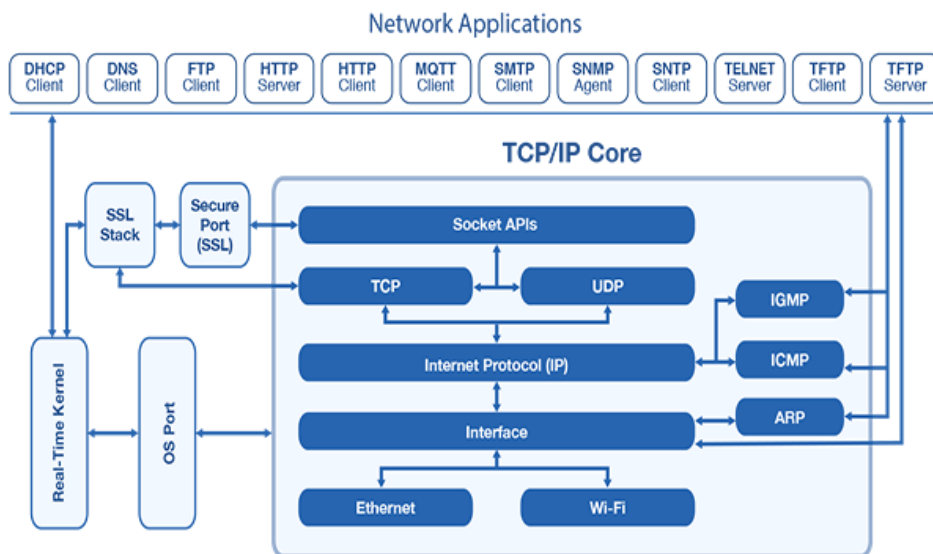 Network Applications
DHCP
Client
DNS
Client
FTP
Client
HTTP
Server
HTTP
Client
MQTT
Client
SMTP
Client
SNMP
Agent
SNTP
Client
TELNET
Server
TFTP
Client
TFTP
Server
TCP/IP Core
SSL
Stack
Secure
Port
(SSL)
Socket APIs
TCP
UDP
IGMP
Internet Protocol (IP)
ICMP
Interface
ARP
Ethernet
Wi-Fi
Real-Time Kernel
OS Port